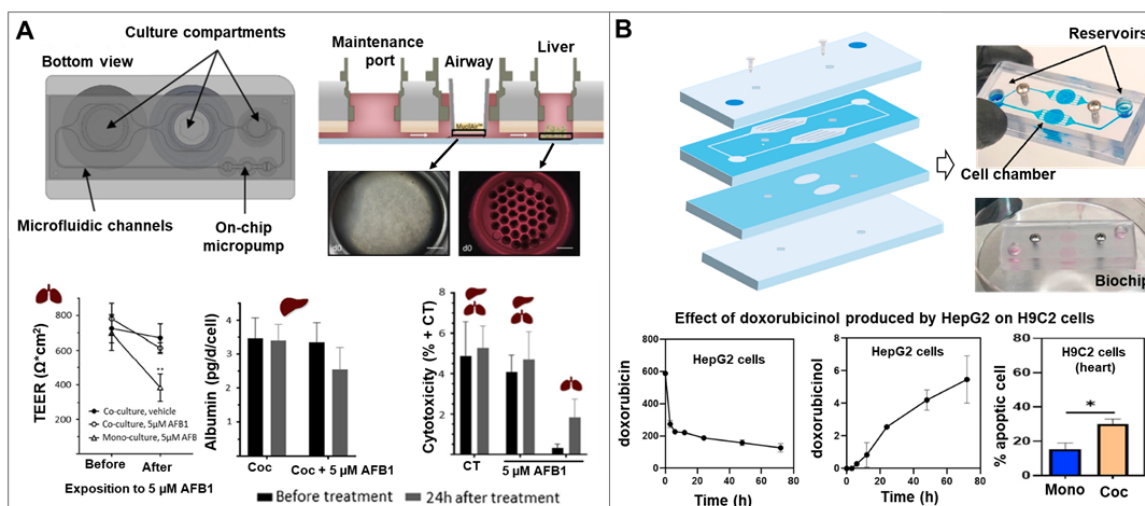 A
Culture compartments
Bottom view
Microfluidic channels
On-chip
micropump
Maintenance
port
Airway
Liver
d0
d0
TEER (Ω*cm2)
800
600
400
200
Co-culture, vehicle
Co-culture, 5µM AFB1
Mono-culture, 5µM AFB
**
Before
After
Exposition to 5 µM AFB1
Albumin (pg/d/cell)
4
3
2
1
0
Coc
Coc + 5 µM AFB1
Cytotoxicity (% + CT)
8
6
4
2
0
CT
5 µM AFB1
Before treatment
24h after treatment
B
Reservoirs
Cell chamber
Biochip
Effect of doxorubicinol produced by HepG2 on H9C2 cells
doxorubicin
800
600
400
200
0
HepG2 cells
0
20
40
60
80
Time (h)
doxorubicinol
8
6
4
2
0
HepG2 cells
0
20
40
60
80
Time (h)
% apoptic cell
80
60
40
20
0
H9C2 cells
(heart)
*
Mono
Coc